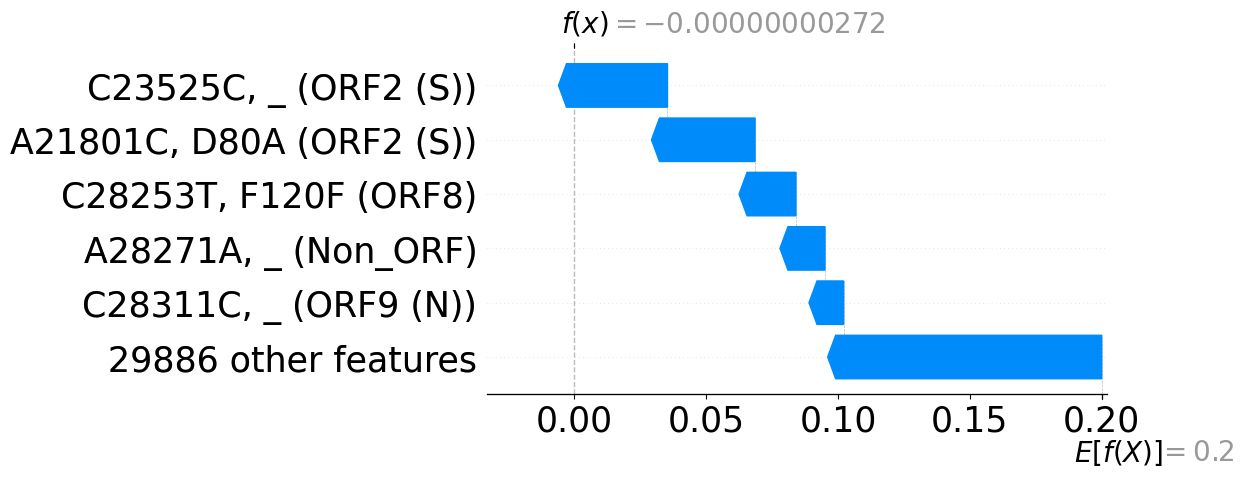 f(x) = −0.00000000272
C23525C, _ (ORF2 (S))
A21801C, D80A (ORF2 (S))
C28253T, F120F (ORF8)
A28271A, _ (Non_ORF)
C28311C, _ (ORF9 (N))
29886 other features
0.00 0.05 0.10 0.15 0.20
E[f(X)] = 0.2